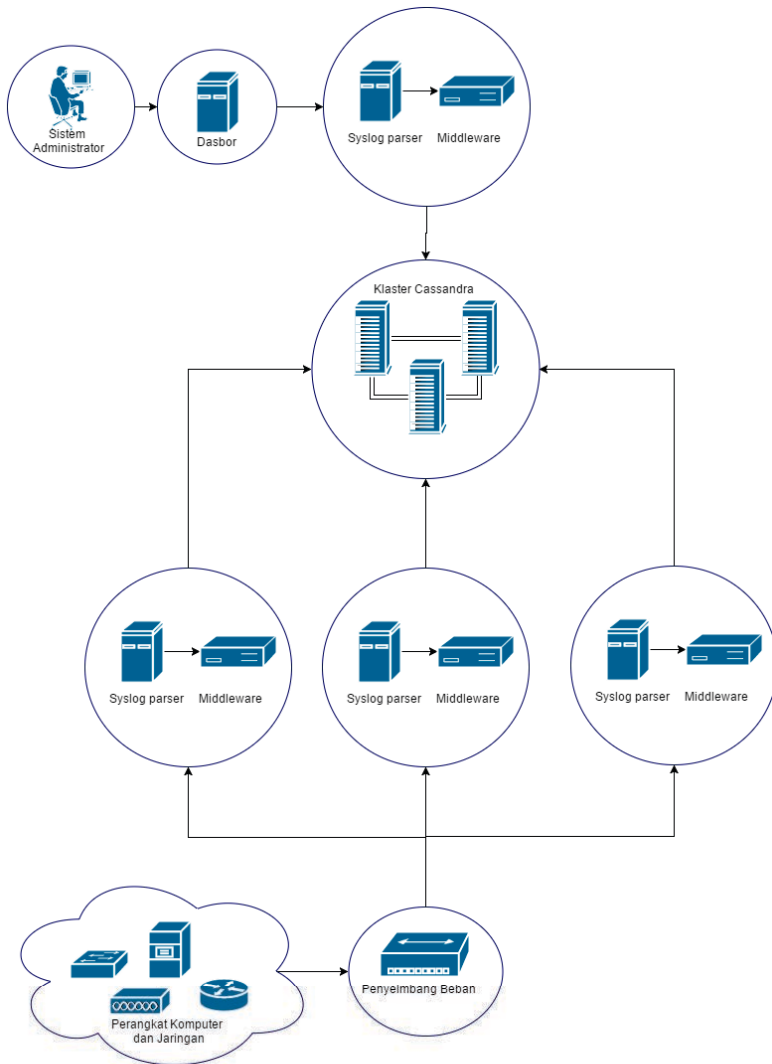 Sistem
Administrator
Dasbor
Syslog parser
Middleware
Klaster Cassandra
Syslog parser
Middleware
Syslog parser
Middleware
Syslog parser
Middleware
Perangkat Komputer
dan Jaringan
Penyeimbang Beban